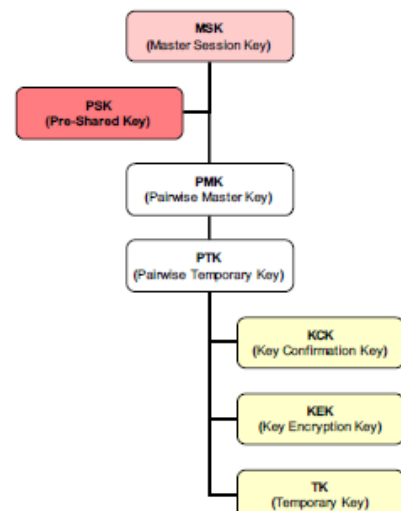 MSK
(Master Session Key)
PSK
(Pre-Shared Key)
PMK
(Pairwise Master Key)
PTK
(Pairwise Temporary Key)
KCK
(Key Confirmation Key)
KEK
(Key Encryption Key)
TK
(Temporary Key)